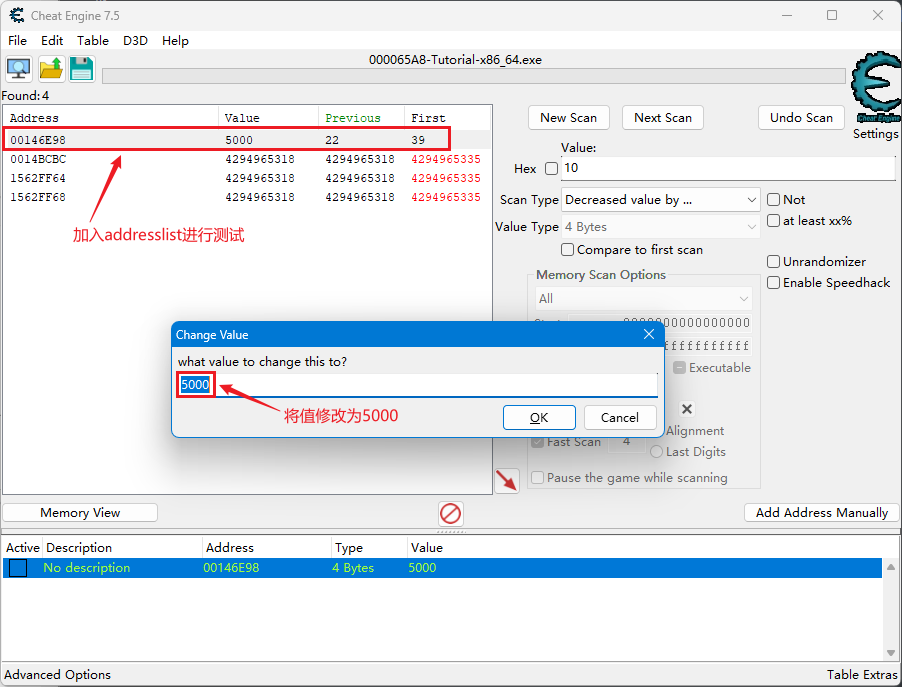 Cheat Engine 7.5
File Edit Table D3D Help
000065A8-Tutorial-x86_64.exe
Found: 4
Cheat Engine
Settings
Address Value Previous First
00146E98 5000 22 39
0014BCBC 4294965318 4294965318 4294965335
1562FF64 4294965318 4294965318 4294965335
1562FF68 4294965318 4294965318 4294965335
加入addresslist进行测试
New Scan Next Scan Undo Scan
Value:
Hex 10
Scan Type Decreased value by ... Not
at least xx%
Value Type 4 Bytes
Compare to first scan
Unrandomizer
Enable Speedhack
Memory Scan Options
All
Executable
Alignment
Fast Scan 4
Last Digits
Pause the game while scanning
Change Value
what value to change this to?
5000
将值修改为5000
OK Cancel
Memory View Add Address Manually
Active Description Address Type Value
No description 00146E98 4 Bytes 5000
Advanced Options Table Extras